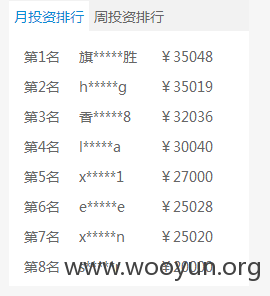 月投资排行 周投资排行
第1名 旗*****胜 ￥35048
第2名 h*****g ￥35019
第3名 香*****8 ￥32036
第4名 l*****a ￥30040
第5名 x*****1 ￥27000
第6名 e*****e ￥25028
第7名 x*****n ￥25020
第8名 ￥20000
www.wooyun.org